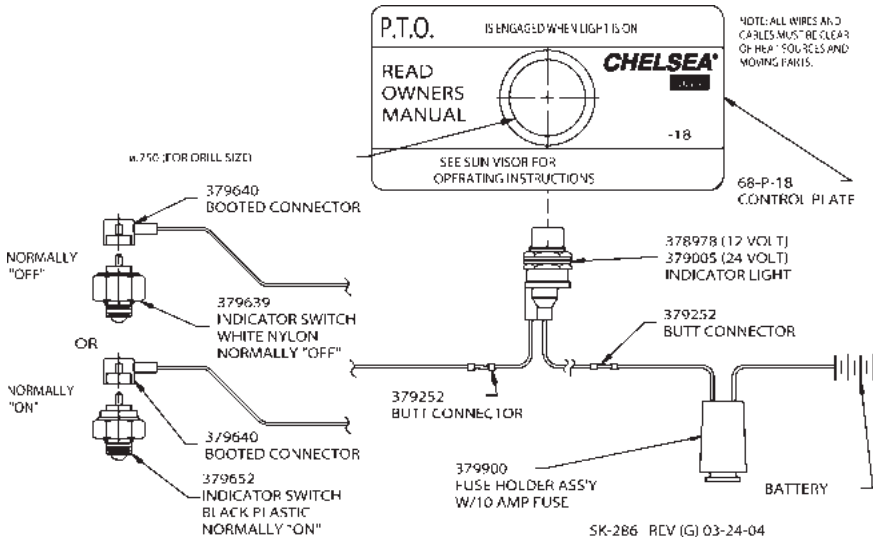 P.T.O. IS ENGAGED WHEN LIGHT IS ON
READ
OWNERS
MANUAL
CHELSEA
-18
SEE SUN VISOR FOR
OPERATING INSTRUCTIONS
NOTE: ALL WIRES AND
CABLES MUST BE CLEAR
OF HEAT SOURCES AND
MOVING PARTS.
68-P-18
CONTROL PLATE
ø.750 (FOR DRILL SIZE)
379640
BOOTED CONNECTOR
NORMALLY
"OFF"
379639
INDICATOR SWITCH
WHITE NYLON
NORMALLY "OFF"
OR
NORMALLY
"ON"
379640
BOOTED CONNECTOR
379652
INDICATOR SWITCH
BLACK PLASTIC
NORMALLY "ON"
378978 (12 VOLT)
379005 (24 VOLT)
INDICATOR LIGHT
379252
BUTT CONNECTOR
379252
BUTT CONNECTOR
379900
FUSE HOLDER ASS'Y
W/10 AMP FUSE
BATTERY
SK-286 REV (G) 03-24-04